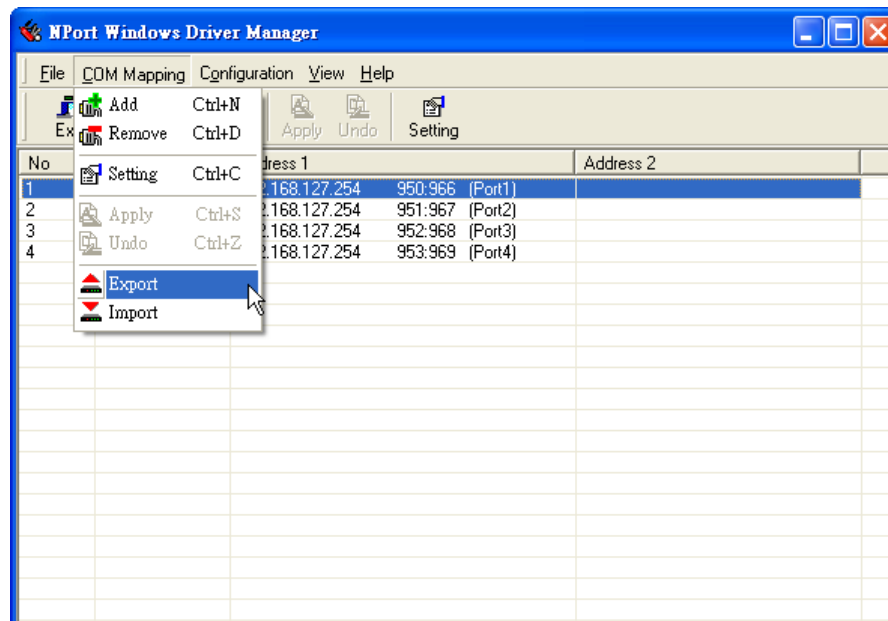 NPort Windows Driver Manager
File COM Mapping Configuration View Help
Ex Apply Undo Setting
Add Ctrl+N
Remove Ctrl+D
Setting Ctrl+C
Apply Ctrl+S
Undo Ctrl+Z
Export
Import
No dress 1 Address 2
1 2.168.127.254 950:966 (Port1)
2 2.168.127.254 951:967 (Port2)
3 2.168.127.254 952:968 (Port3)
4 2.168.127.254 953:969 (Port4)